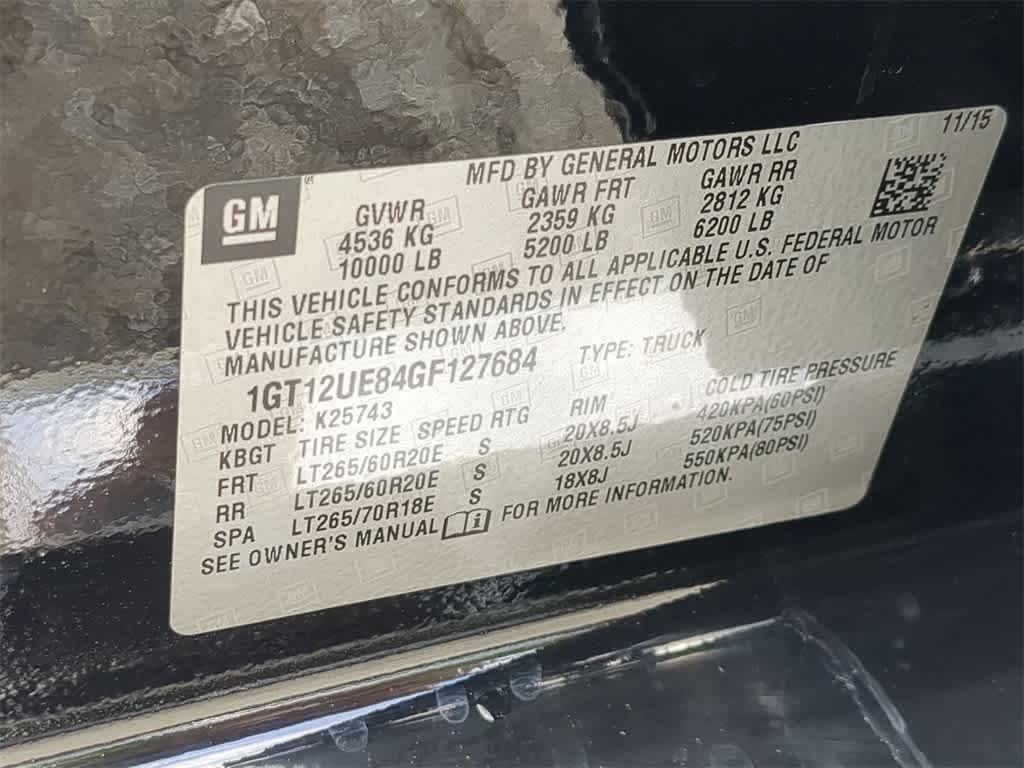 11/15
MFD BY GENERAL MOTORS LLC
GM
GVWR GAWR FRT GAWR RR
4536 KG 2359 KG 2812 KG
10000 LB 5200 LB 6200 LB
THIS VEHICLE CONFORMS TO ALL APPLICABLE U.S. FEDERAL MOTOR
VEHICLE SAFETY STANDARDS IN EFFECT ON THE DATE OF
MANUFACTURE SHOWN ABOVE.
1GT12UE84GF127684 TYPE: TRUCK
MODEL: K25743
KBGT TIRE SIZE SPEED RTG RIM COLD TIRE PRESSURE
FRT LT265/60R20E S 20X8.5J 420KPA(60PSI)
RR LT265/60R20E S 20X8.5J 520KPA(75PSI)
SPA LT265/70R18E S 18X8J 550KPA(80PSI)
SEE OWNER'S MANUAL FOR MORE INFORMATION.